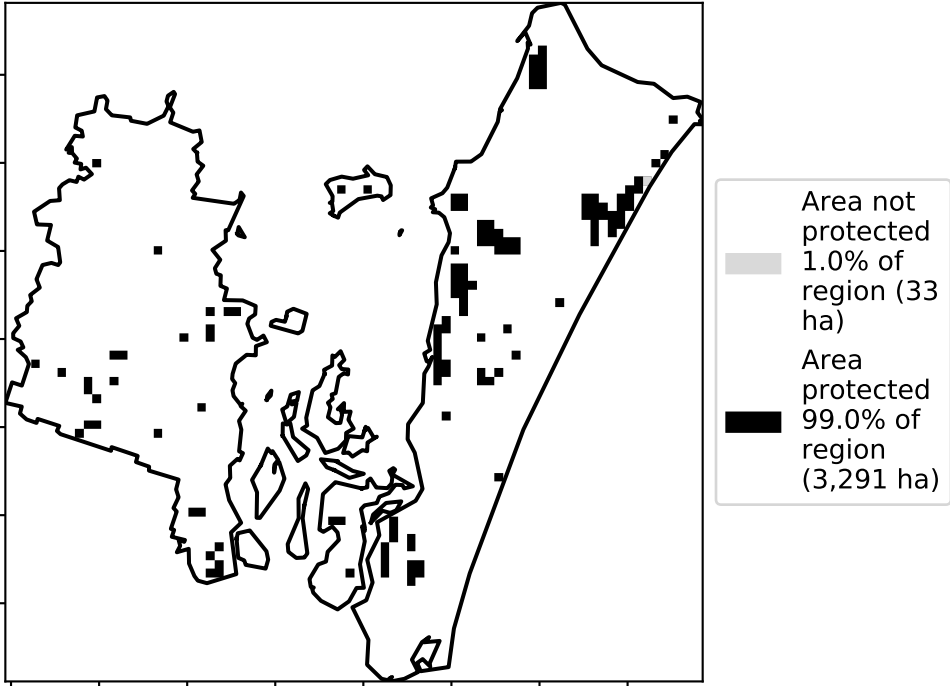 Area not
protected
1.0% of
region (33
ha)
Area
protected
99.0% of
region
(3,291 ha)